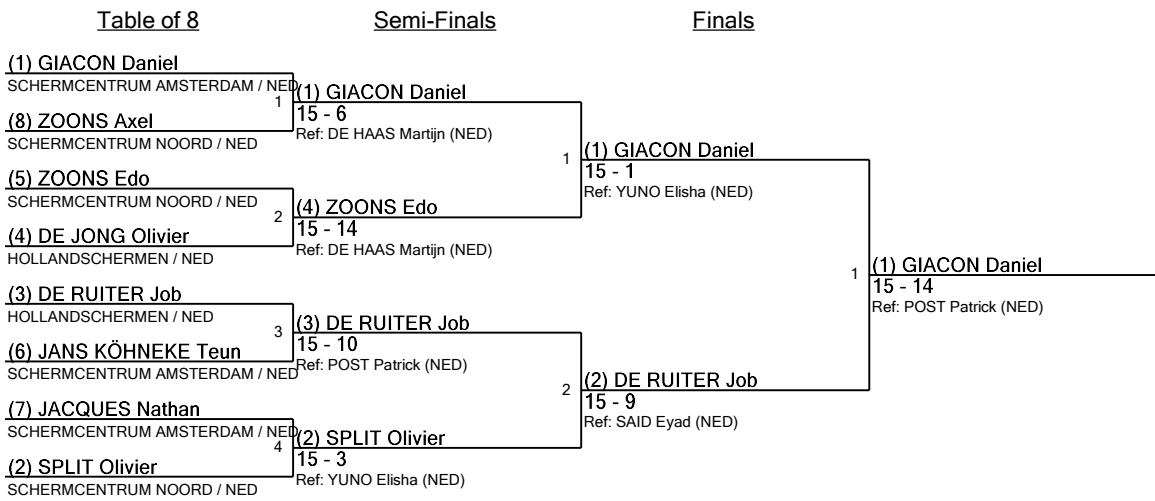 Table of 8
Semi-Finals
Finals
(1) GIACON Daniel
SCHERMCENTRUM AMSTERDAM / NED
(8) ZOONS Axel
SCHERMCENTRUM NOORD / NED
(5) ZOONS Edo
SCHERMCENTRUM NOORD / NED
(4) DE JONG Olivier
HOLLANDSCHERMEN / NED
(3) DE RUITER Job
HOLLANDSCHERMEN / NED
(6) JANS KÖHNEKE Teun
SCHERMCENTRUM AMSTERDAM / NED
(7) JACQUES Nathan
SCHERMCENTRUM AMSTERDAM / NED
(2) SPLIT Olivier
SCHERMCENTRUM NOORD / NED
1
(1) GIACON Daniel
15 - 6
Ref: DE HAAS Martijn (NED)
2
(4) ZOONS Edo
15 - 14
Ref: DE HAAS Martijn (NED)
3
(3) DE RUITER Job
15 - 10
Ref: POST Patrick (NED)
4
(2) SPLIT Olivier
15 - 3
Ref: YUNO Elisha (NED)
1
(1) GIACON Daniel
15 - 1
Ref: YUNO Elisha (NED)
2
(2) DE RUITER Job
15 - 9
Ref: SAID Eyad (NED)
1
(1) GIACON Daniel
15 - 14
Ref: POST Patrick (NED)